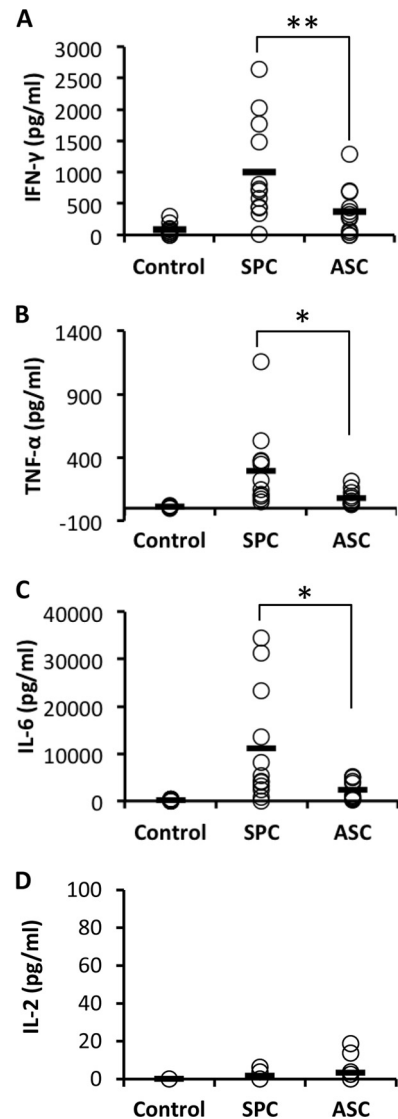 A
IFN-γ (pg/ml)
3000
2500
2000
1500
1000
500
0
**
Control SPC ASC
B
TNF-α (pg/ml)
1400
900
400
-100
*
Control SPC ASC
C
IL-6 (pg/ml)
40000
30000
20000
10000
0
*
Control SPC ASC
D
IL-2 (pg/ml)
100
80
60
40
20
0
Control SPC ASC